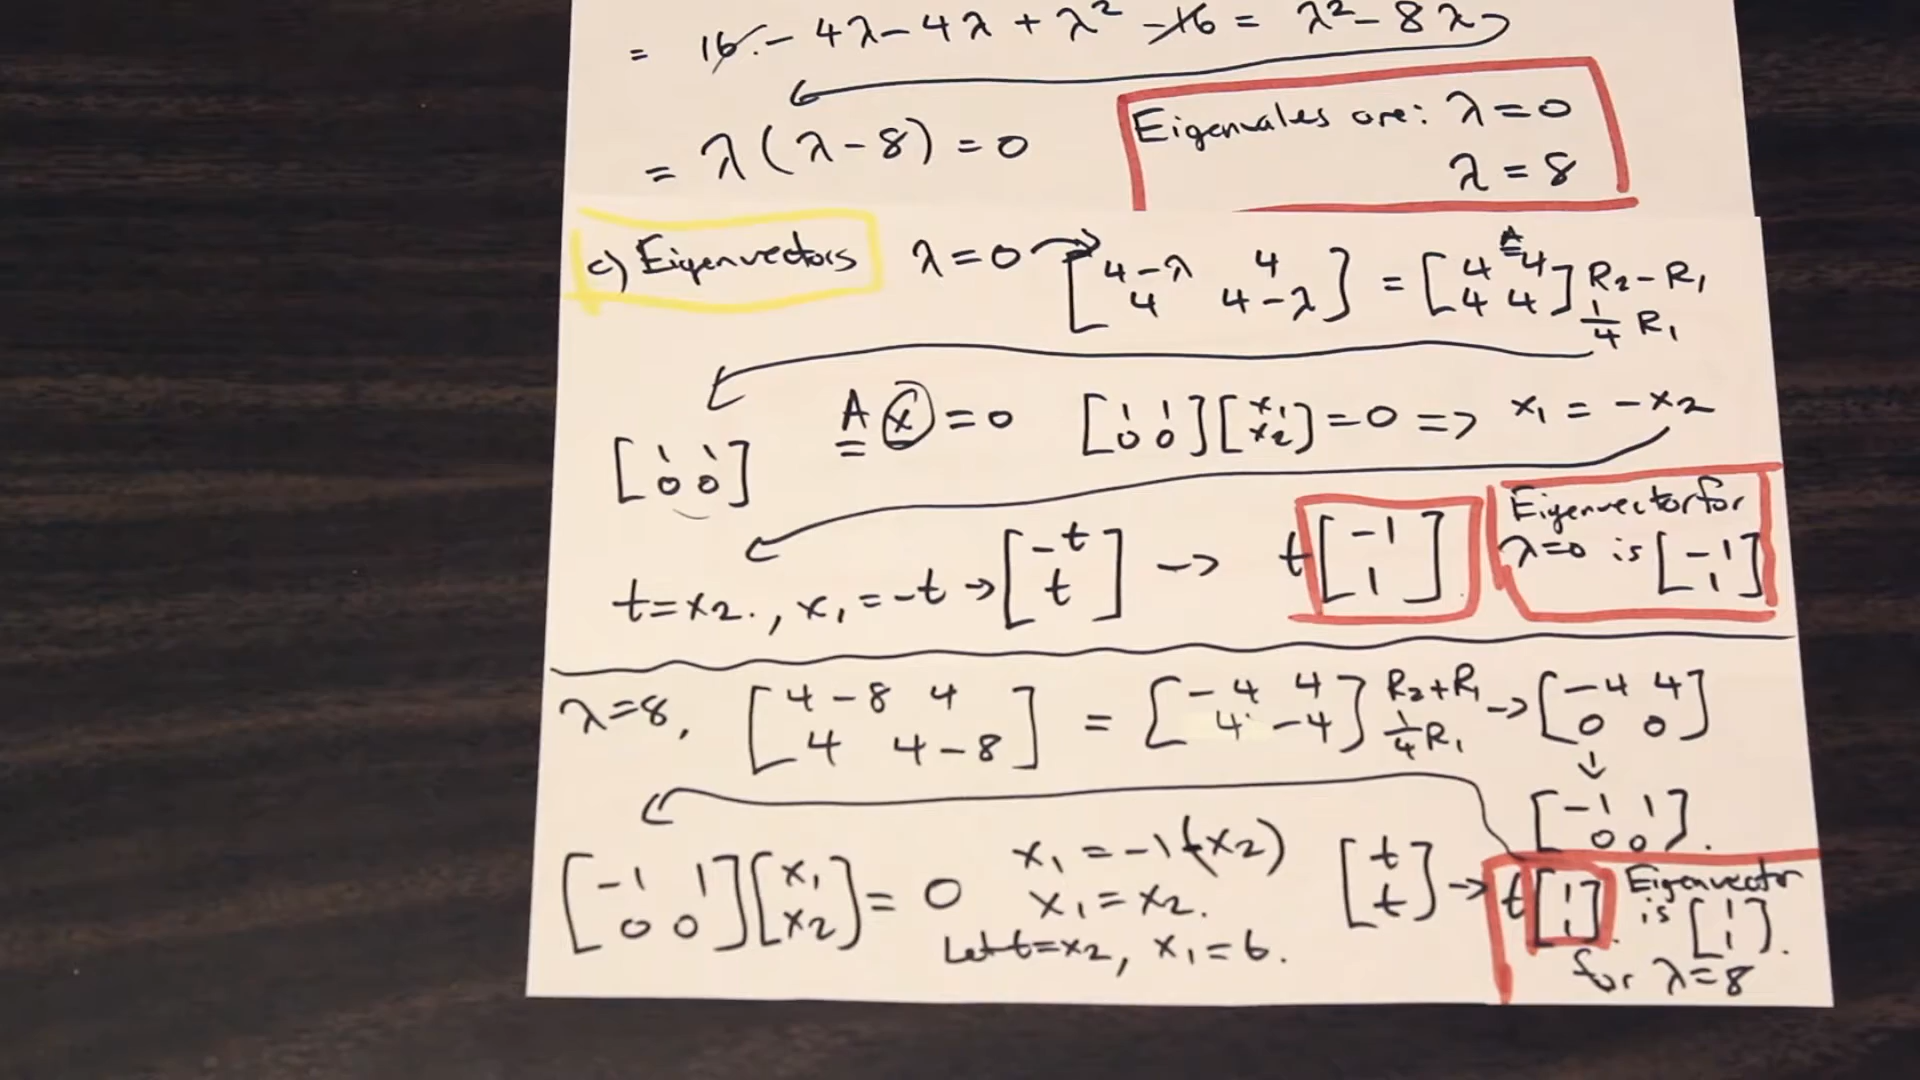 = 16 - 4λ - 4λ + λ² - 16 = λ² - 8λ
= λ(λ - 8) = 0
Eigenvales are: λ = 0
λ = 8
c) Eigenvectors λ = 0 → [4-λ 4; 4 4-λ] = [4 4; 4 4] R2 - R1
A
1/4 R1
[1 1; 0 0] A x = 0 [1 1; 0 0][x1; x2] = 0 => x1 = -x2
t = x2., x1 = -t → [-t; t] → t[-1; 1]
Eigenvector for
λ=0 is [-1; 1]
λ=8, [4-8 4; 4 4-8] = [-4 4; 4 -4] R2+R1 → [-4 4; 0 0]
1/4 R1
↓
[-1 1; 0 0].
[-1 1; 0 0][x1; x2] = 0 x1 = -1(-x2) [t; t] → t[1; 1].
x1 = x2.
Let t=x2, x1 = 6.
Eigenvector
is [1; 1].
for λ=8